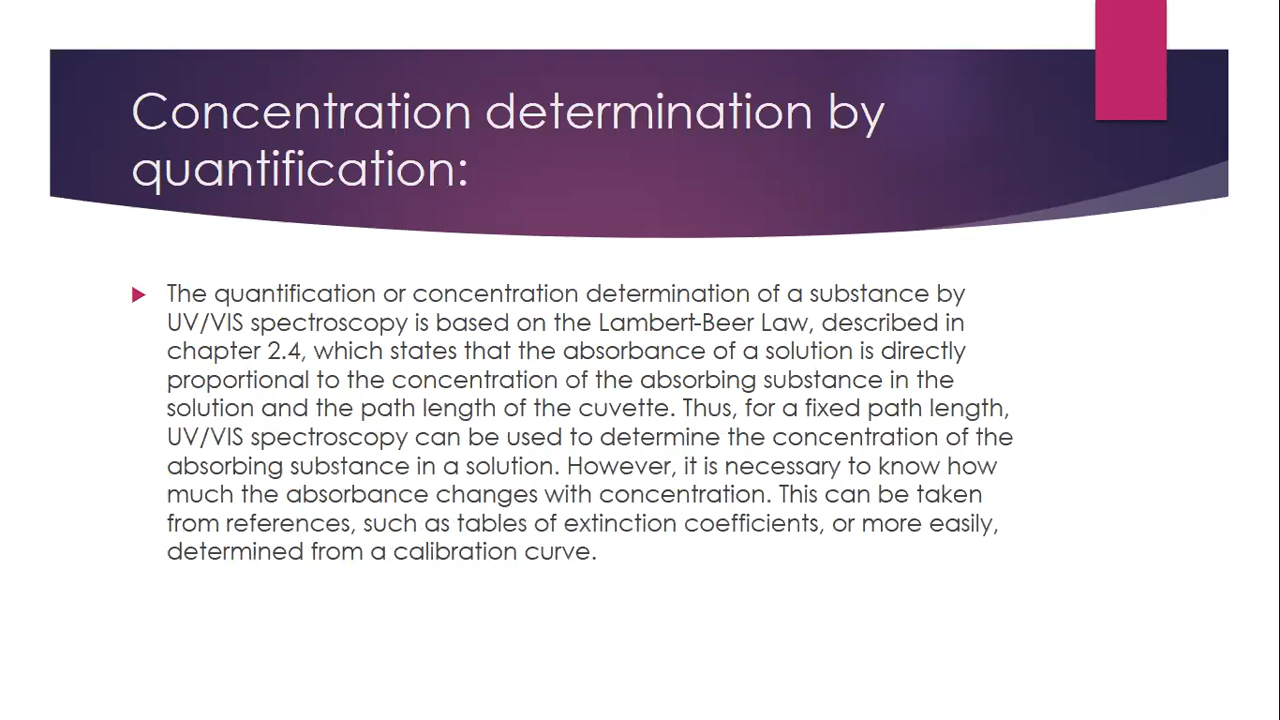 Concentration determination by
quantification:
The quantification or concentration determination of a substance by
UV/VIS spectroscopy is based on the Lambert-Beer Law, described in
chapter 2.4, which states that the absorbance of a solution is directly
proportional to the concentration of the absorbing substance in the
solution and the path length of the cuvette. Thus, for a fixed path length,
UV/VIS spectroscopy can be used to determine the concentration of the
absorbing substance in a solution. However, it is necessary to know how
much the absorbance changes with concentration. This can be taken
from references, such as tables of extinction coefficients, or more easily,
determined from a calibration curve.